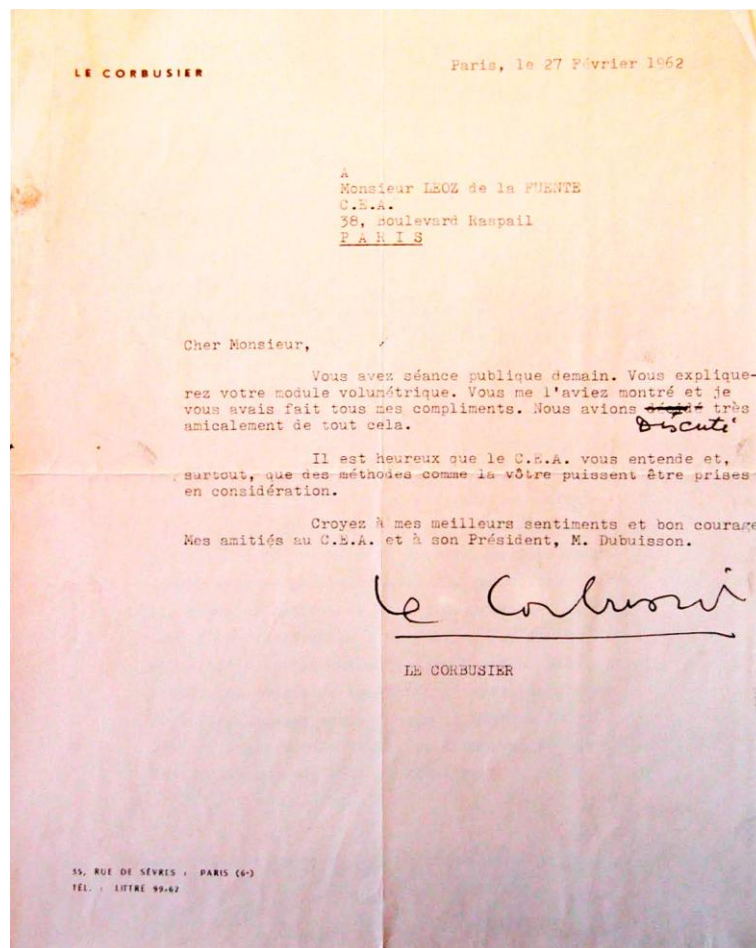 LE CORBUSIER
Paris, le 27 Février 1962
A
Monsieur LEOZ de la FUENTE
C.E.A.
38, Boulevard Raspail
P A R I S
Cher Monsieur,
Vous avez séance publique demain. Vous explique-
rez votre module volumétrique. Vous me l'aviez montré et je
vous avais fait tous mes compliments. Nous avions décidé très
Discuté
amicalement de tout cela.
Il est heureux que le C.E.A. vous entende et,
surtout, que des méthodes comme la vôtre puissent être prises
en considération.
Croyez à mes meilleurs sentiments et bon courage
Mes amitiés au C.E.A. et à son Président, M. Dubuisson.
Le Corbusier
LE CORBUSIER
35, RUE DE SÈVRES : PARIS (6e)
TÉL. : LITTRÉ 99-62